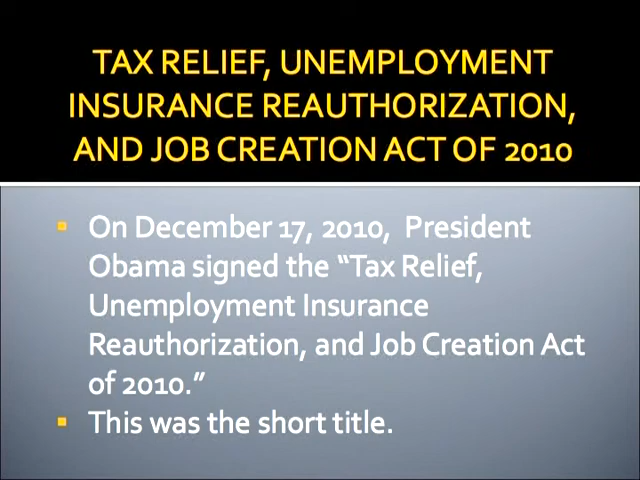 TAX RELIEF, UNEMPLOYMENT
INSURANCE REAUTHORIZATION,
AND JOB CREATION ACT OF 2010
On December 17, 2010,  President
Obama signed the “Tax Relief,
Unemployment Insurance
Reauthorization, and Job Creation Act
of 2010.”
This was the short title.